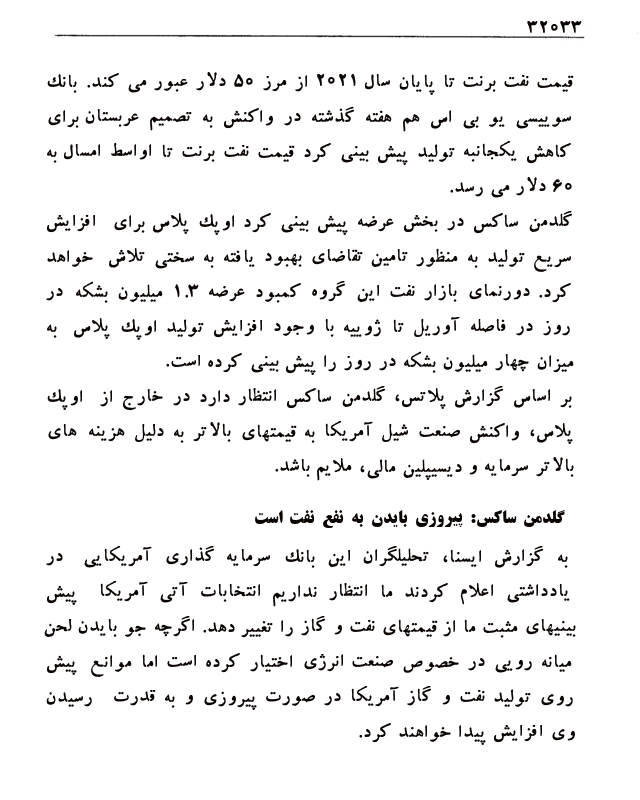 ۳۲۰۳۳
قیمت نفت برنت تا پایان سال ۲۰۲۱ از مرز ۵۰ دلار عبور می کند. بانك
سوییسی یو بی اس هم هفته گذشته در واکنش به تصمیم عربستان برای
کاهش یکجانبه تولید پیش بینی کرد قیمت نفت برنت تا اواسط امسال به
۶۰ دلار می رسد.
گلدمن ساکس در بخش عرضه پیش بینی کرد اوپك پلاس برای افزایش
سریع تولید به منظور تامین تقاضای بهبود یافته به سختی تلاش خواهد
کرد. دورنمای بازار نفت این گروه کمبود عرضه ۱.۳ میلیون بشکه در
روز در فاصله آوریل تا ژوییه با وجود افزایش تولید اوپك پلاس به
میزان چهار میلیون بشکه در روز را پیش بینی کرده است.
بر اساس گزارش پلاتس، گلدمن ساکس انتظار دارد در خارج از اوپك
پلاس، واکنش صنعت شیل آمریکا به قیمتهای بالاتر به دلیل هزینه های
بالاتر سرمایه و دیسیپلین مالی، ملایم باشد.
گلدمن ساکس: پیروزی بایدن به نفع نفت است
به گزارش ایسنا، تحلیلگران این بانك سرمایه گذاری آمریکایی در
یادداشتی اعلام کردند ما انتظار نداریم انتخابات آتی آمریکا پیش
بینیهای مثبت ما از قیمتهای نفت و گاز را تغییر دهد. اگرچه جو بایدن لحن
میانه رویی در خصوص صنعت انرژی اختیار کرده است اما موانع پیش
روی تولید نفت و گاز آمریکا در صورت پیروزی و به قدرت رسیدن
وی افزایش پیدا خواهند کرد.